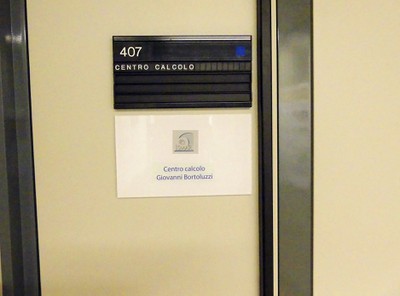 407
CENTRO CALCOLO
Centro calcolo
Giovanni Bortoluzzi